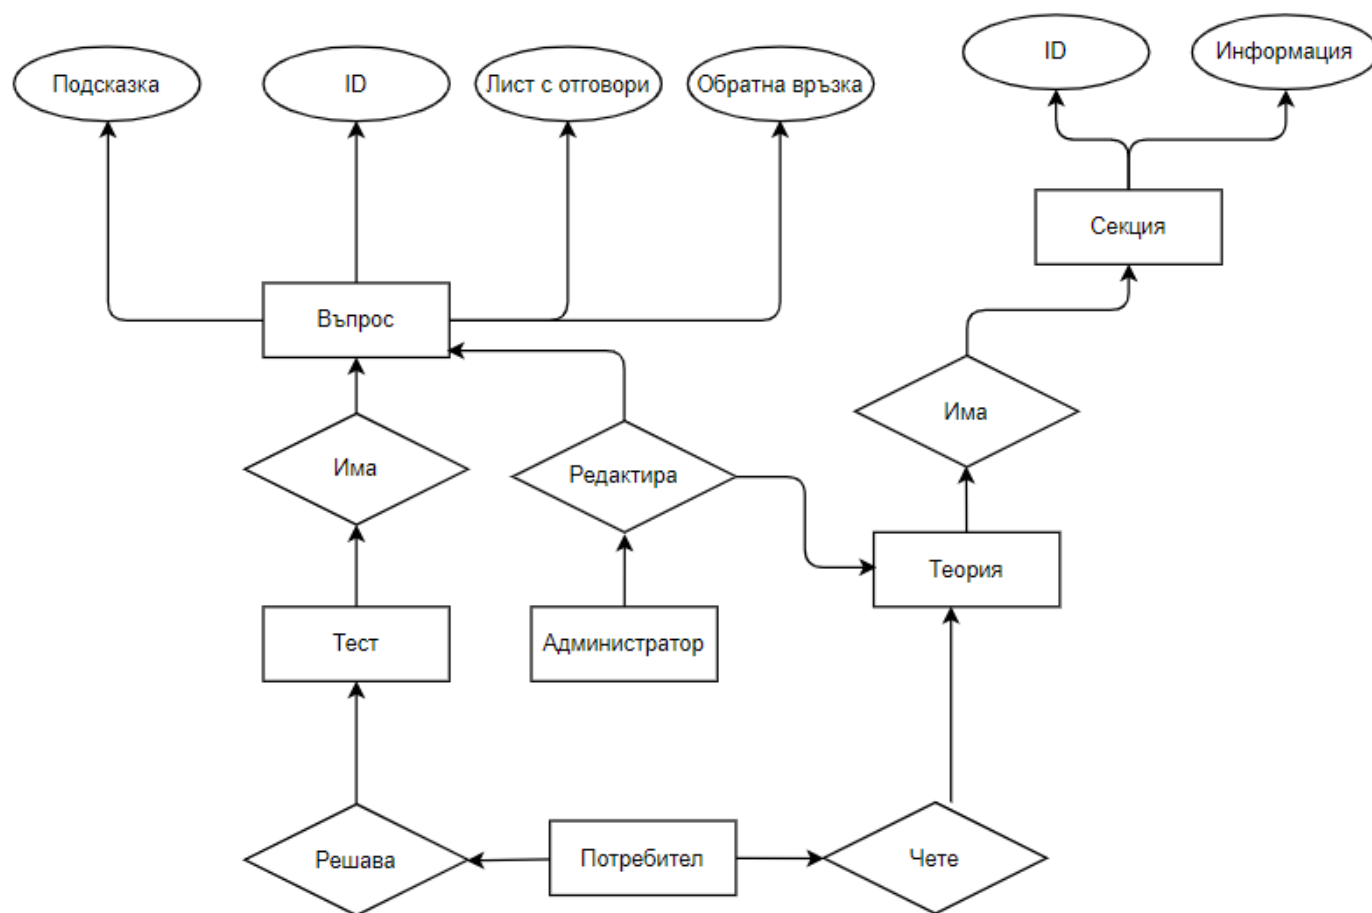 ID
Информация
Подсказка
ID
Лист с отговори
Обратна връзка
Секция
Въпрос
Има
Има
Редактира
Теория
Тест
Администратор
Решава
Потребител
Чете